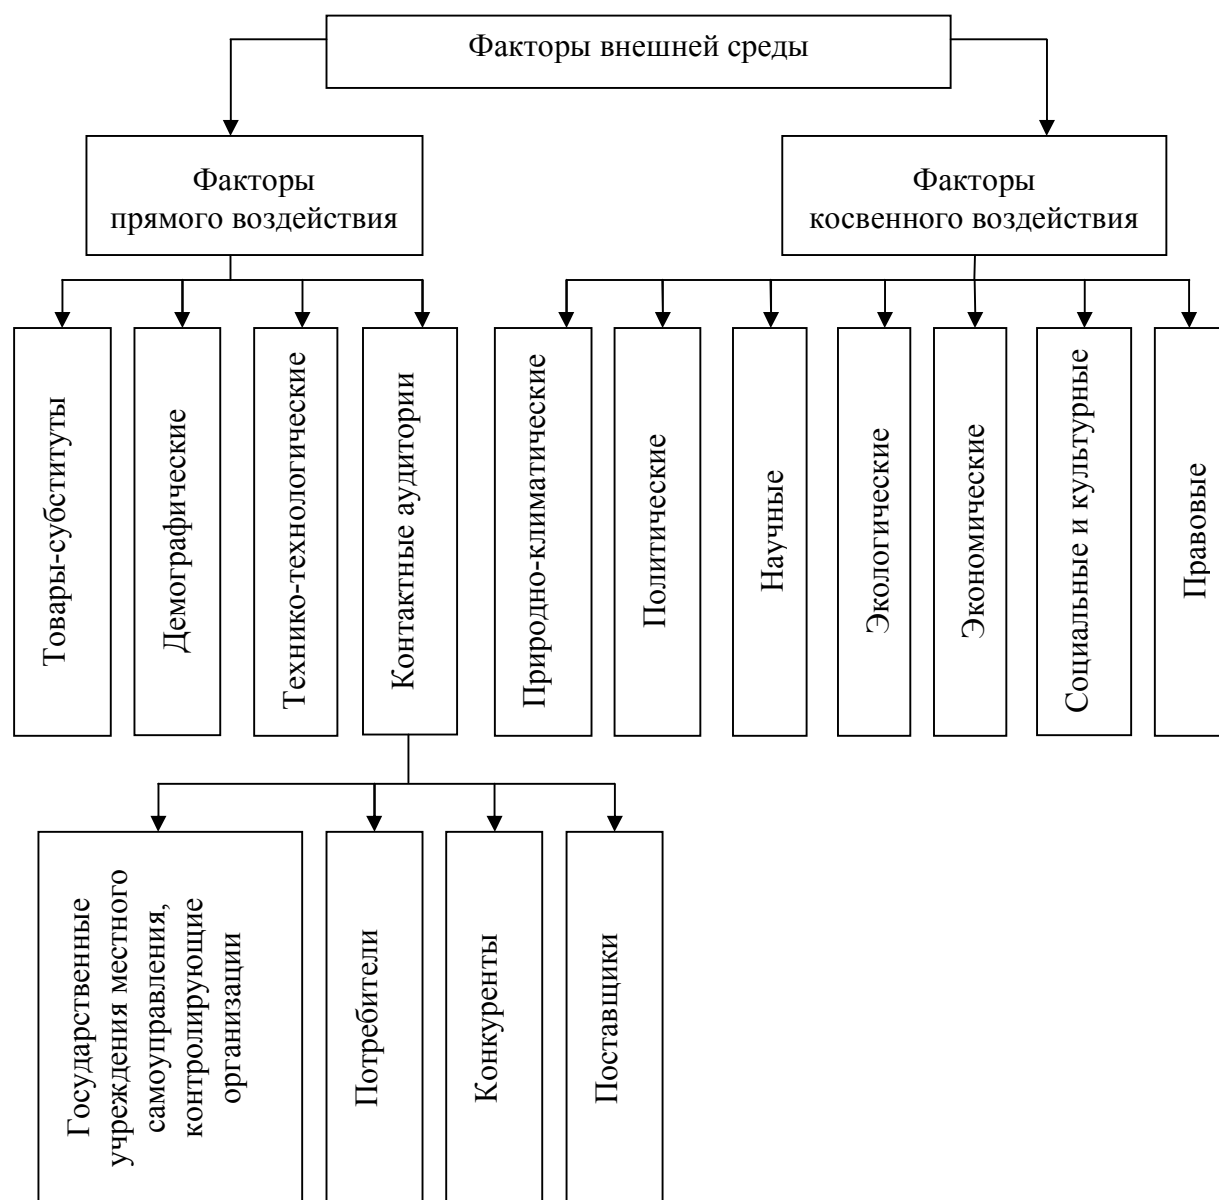 Факторы внешней среды
Факторы
прямого воздействия
Факторы
косвенного воздействия
Товары-субституты
Демографические
Технико-технологические
Контактные аудитории
Природно-климатические
Политические
Научные
Экологические
Экономические
Социальные и культурные
Правовые
Государственные
учреждения местного
самоуправления,
контролирующие
организации
Потребители
Конкуренты
Поставщики